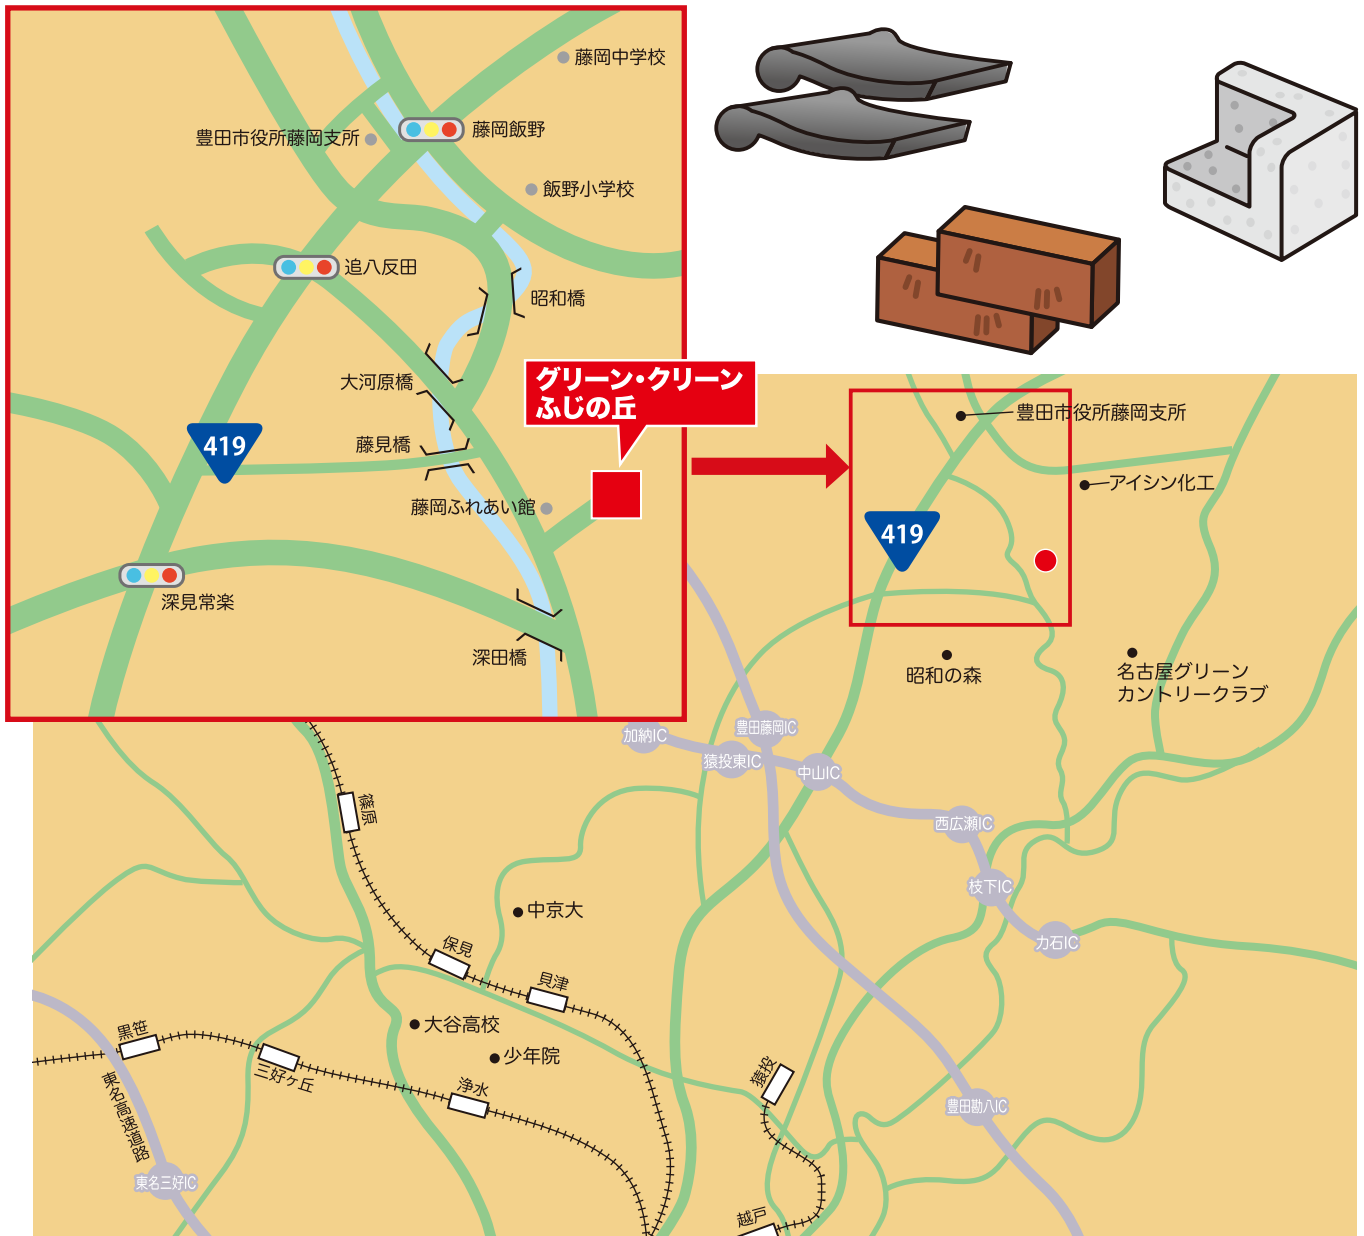 藤岡中学校
豊田市役所藤岡支所
藤岡飯野
飯野小学校
追八反田
昭和橋
大河原橋
グリーン・クリーン
ふじの丘
藤見橋
419
藤岡ふれあい館
深見常楽
深田橋
豊田市役所藤岡支所
アイシン化工
419
昭和の森
名古屋グリーン
カントリークラブ
加納IC
豊田藤岡IC
猿投東IC
中山IC
西広瀬IC
枝下IC
力石IC
篠原
中京大
保見
貝津
大谷高校
少年院
黒笹
三好ヶ丘
浄水
猿投
東名高速道路
豊田勘八IC
東名三好IC
越戸